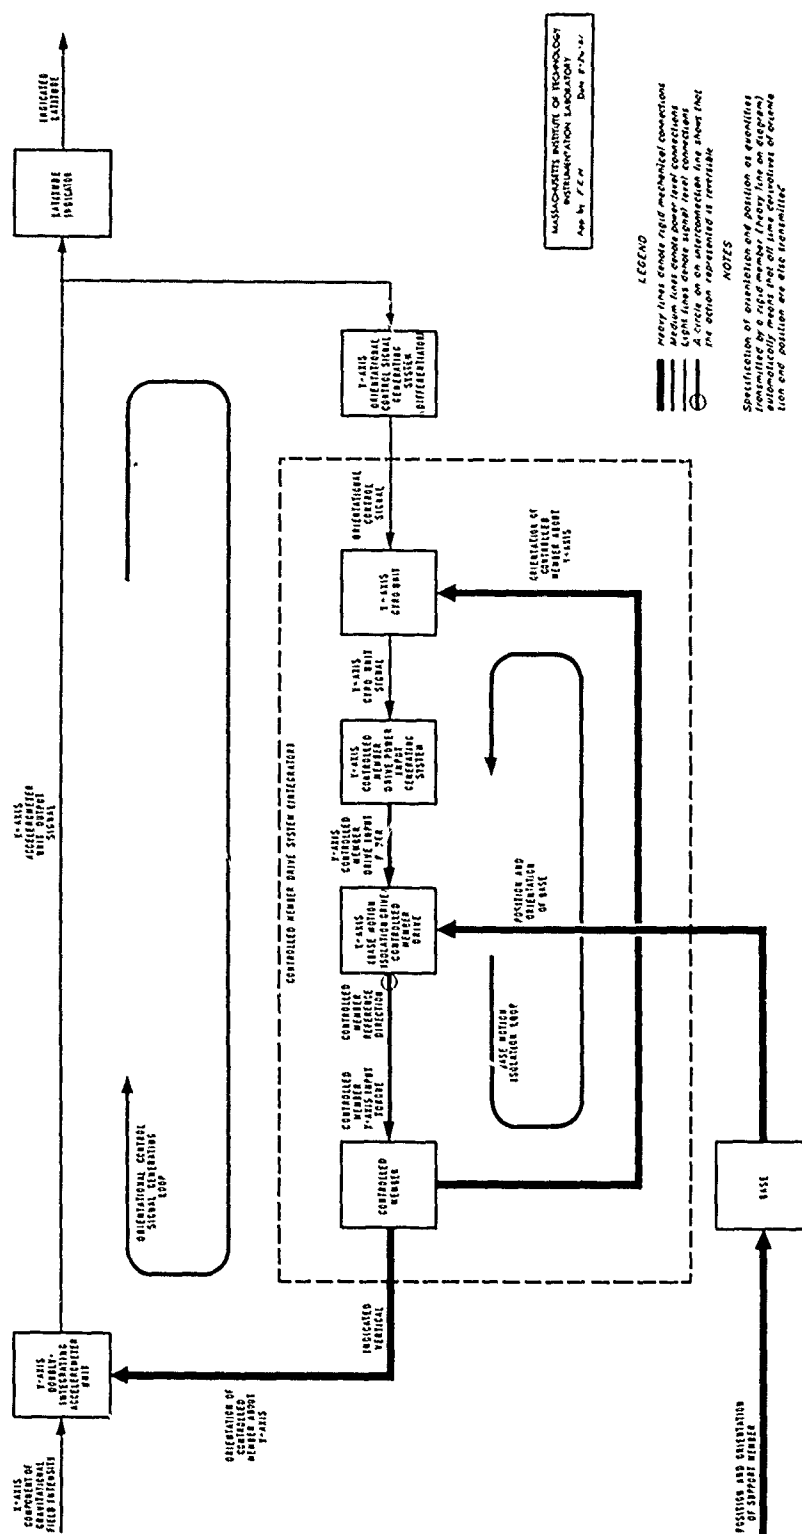 X-AXIS
COMPONENT OF
GRAVITATIONAL
FIELD INTENSITY
Y-AXIS
DOUBLY-
INTEGRATING
ACCELEROMETER
UNIT
ORIENTATION OF
CONTROLLED
MEMBER ABOUT
Y-AXIS
INDICATED
VERTICAL
ORIENTATIONAL CONTROL
SIGNAL GENERATING
LOOP
ACCELEROMETER
UNIT OUTPUT
SIGNAL
LATITUDE
INDICATOR
INDICATED
LATITUDE
CONTROLLED MEMBER DRIVE SYSTEM (INTEGRATOR)
CONTROLLED
MEMBER
CONTROLLED
MEMBER
Y-AXIS INPUT
TORQUE
CONTROLLED
MEMBER
REFERENCE
DIRECTION
(BASE MOTION
ISOLATION DRIVE)
CONTROLLED
MEMBER
DRIVE
Y-AXIS
CONTROLLED
MEMBER
DRIVE INPUT
Y-AXIS
CONTROLLED
MEMBER
DRIVE POWER
INPUT
GENERATING
SYSTEM
Y-AXIS
GYRO UNIT
SIGNAL
Y-AXIS
GYRO UNIT
ORIENTATIONAL
CONTROL
SIGNAL
Y-AXIS
ORIENTATIONAL
CONTROL SIGNAL
GENERATING
SYSTEM
(DIFFERENTIATOR)
BASE MOTION
ISOLATION LOOP
POSITION AND
ORIENTATION
OF BASE
ORIENTATION OF
CONTROLLED
MEMBER ABOUT
Y-AXIS
POSITION AND ORIENTATION
OF SUPPORT MEMBER
BASE
MASSACHUSETTS INSTITUTE OF TECHNOLOGY
INSTRUMENTATION LABORATORY
App by Date
LEGEND
Heavy lines denote rigid mechanical connections
Medium lines denote power level connections
Light lines denote signal level connections
A circle on an interconnection line shows that
the action represented is reversible
NOTES
Specification of orientation and position as quantities
transmitted by a rigid member (heavy line on diagram)
automatically means that all time derivatives of orienta
tion and position are also transmitted